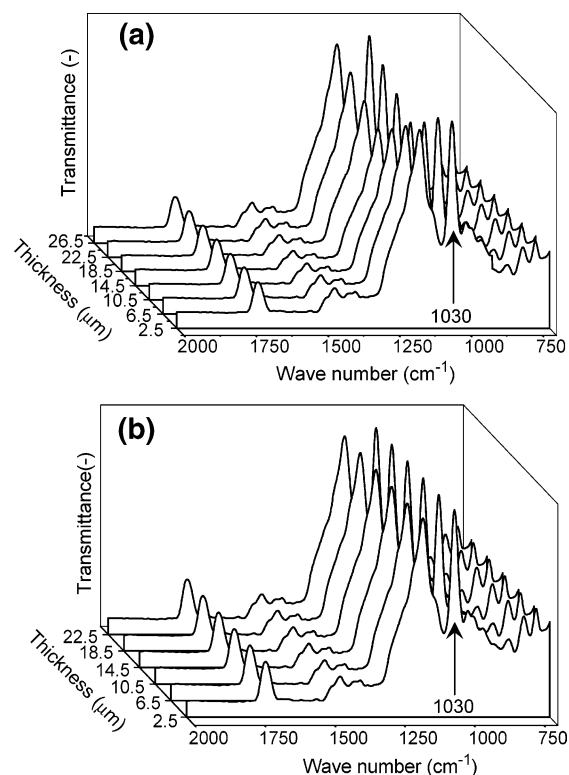 (a)
Transmittance (-)
26.5
22.5
18.5
14.5
10.5
6.5
2.5
Thickness (μm)
1030
2000 1750 1500 1250 1000 750
Wave number (cm-1)
(b)
Transmittance(-)
22.5
18.5
14.5
10.5
6.5
2.5
Thickness (μm)
1030
2000 1750 1500 1250 1000 750
Wave number (cm-1)